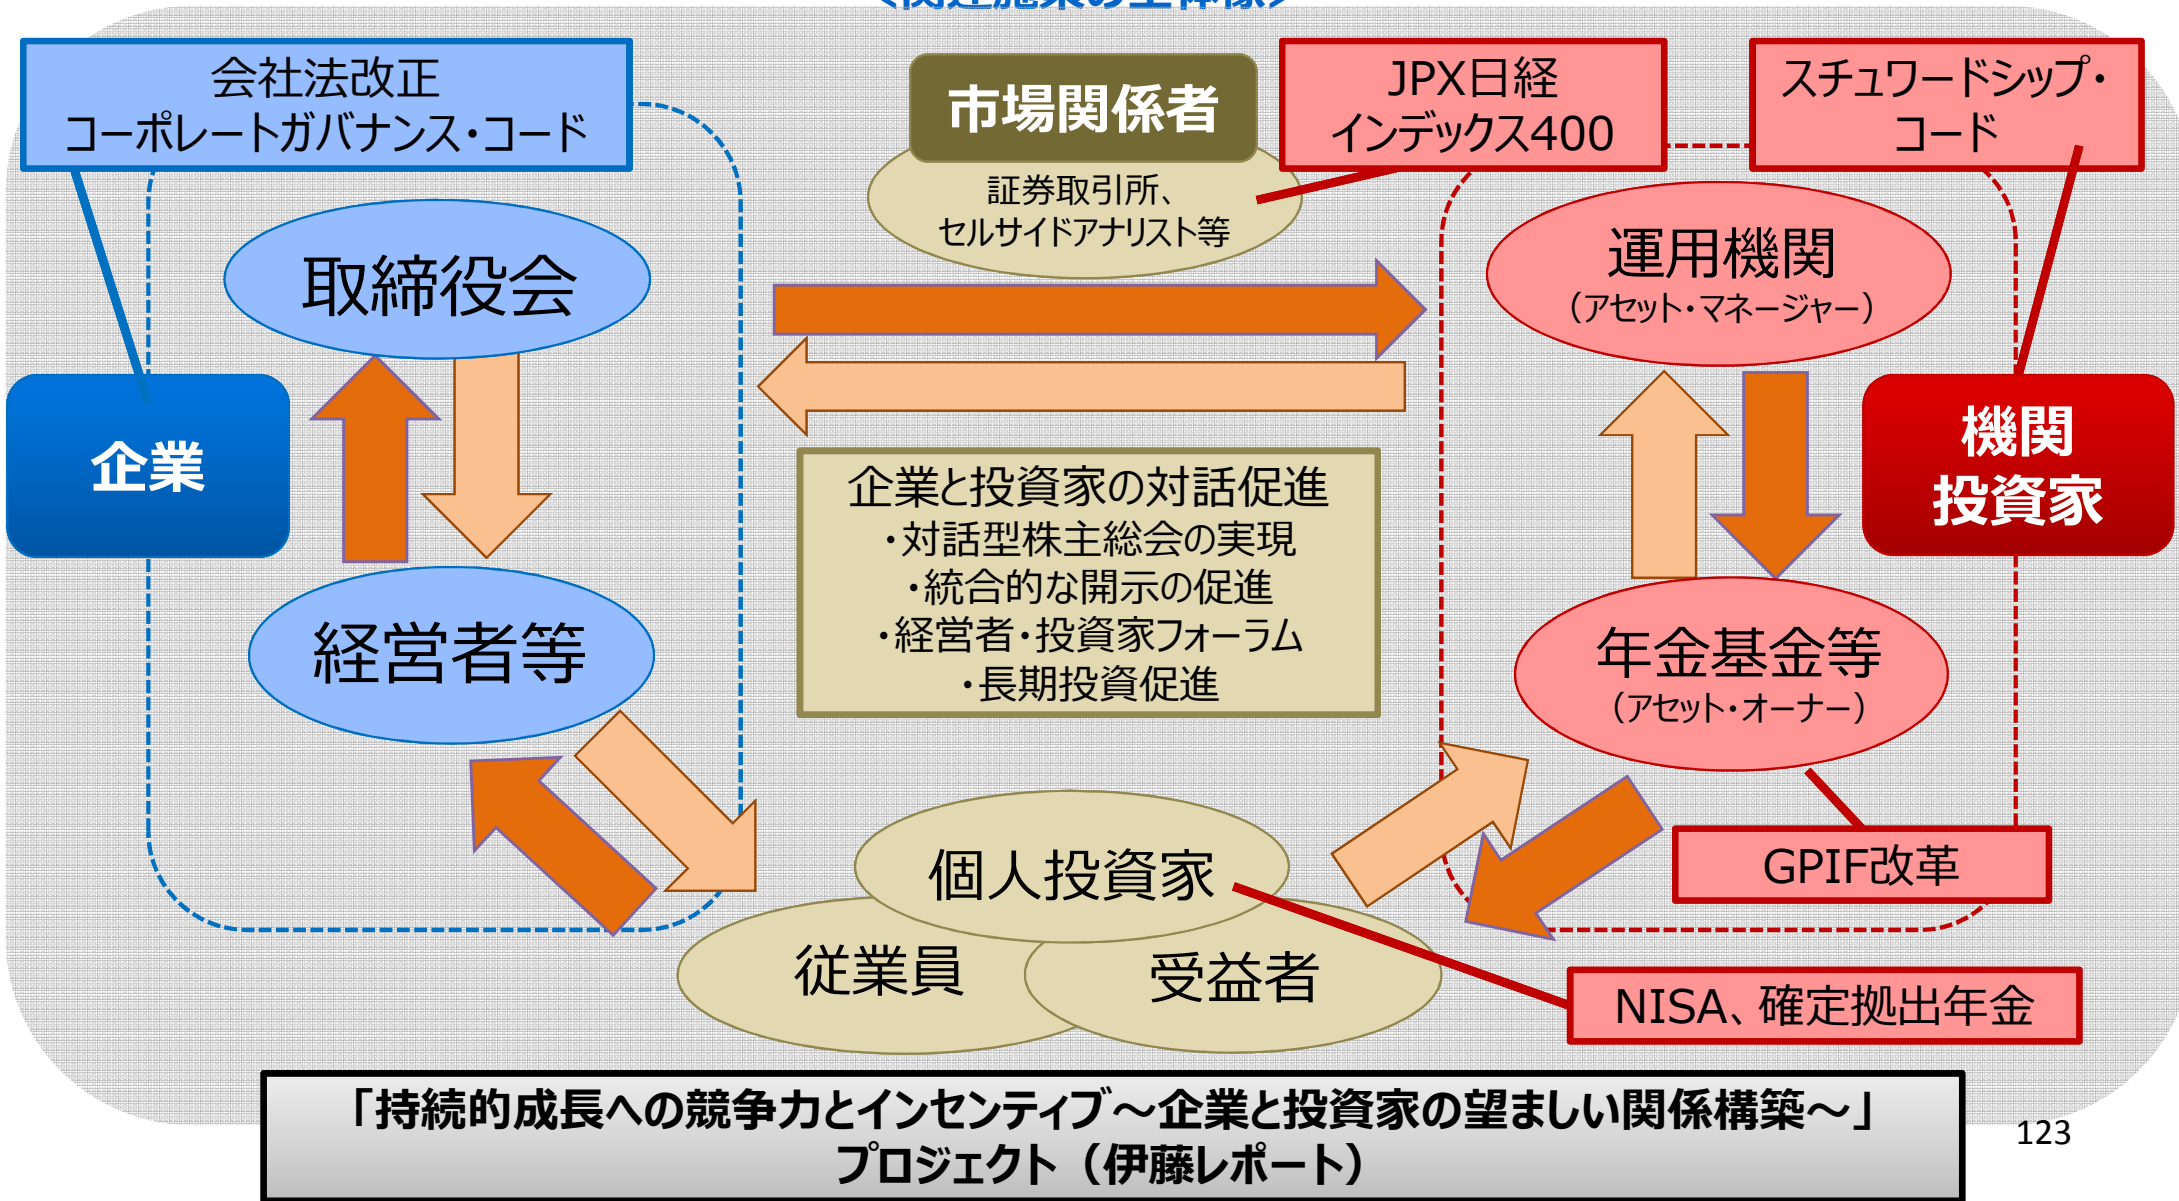 ＜関連施策の全体像＞
会社法改正
コーポレートガバナンス・コード
市場関係者
証券取引所、
セルサイドアナリスト等
JPX日経
インデックス400
スチュワードシップ・
コード
取締役会
運用機関
（アセット・マネージャー）
企業
機関
投資家
企業と投資家の対話促進
・対話型株主総会の実現
・統合的な開示の促進
・経営者・投資家フォーラム
・長期投資促進
経営者等
年金基金等
（アセット・オーナー）
GPIF改革
個人投資家
従業員
受益者
NISA、確定拠出年金
「持続的成長への競争力とインセンティブ～企業と投資家の望ましい関係構築～」
プロジェクト（伊藤レポート）
123